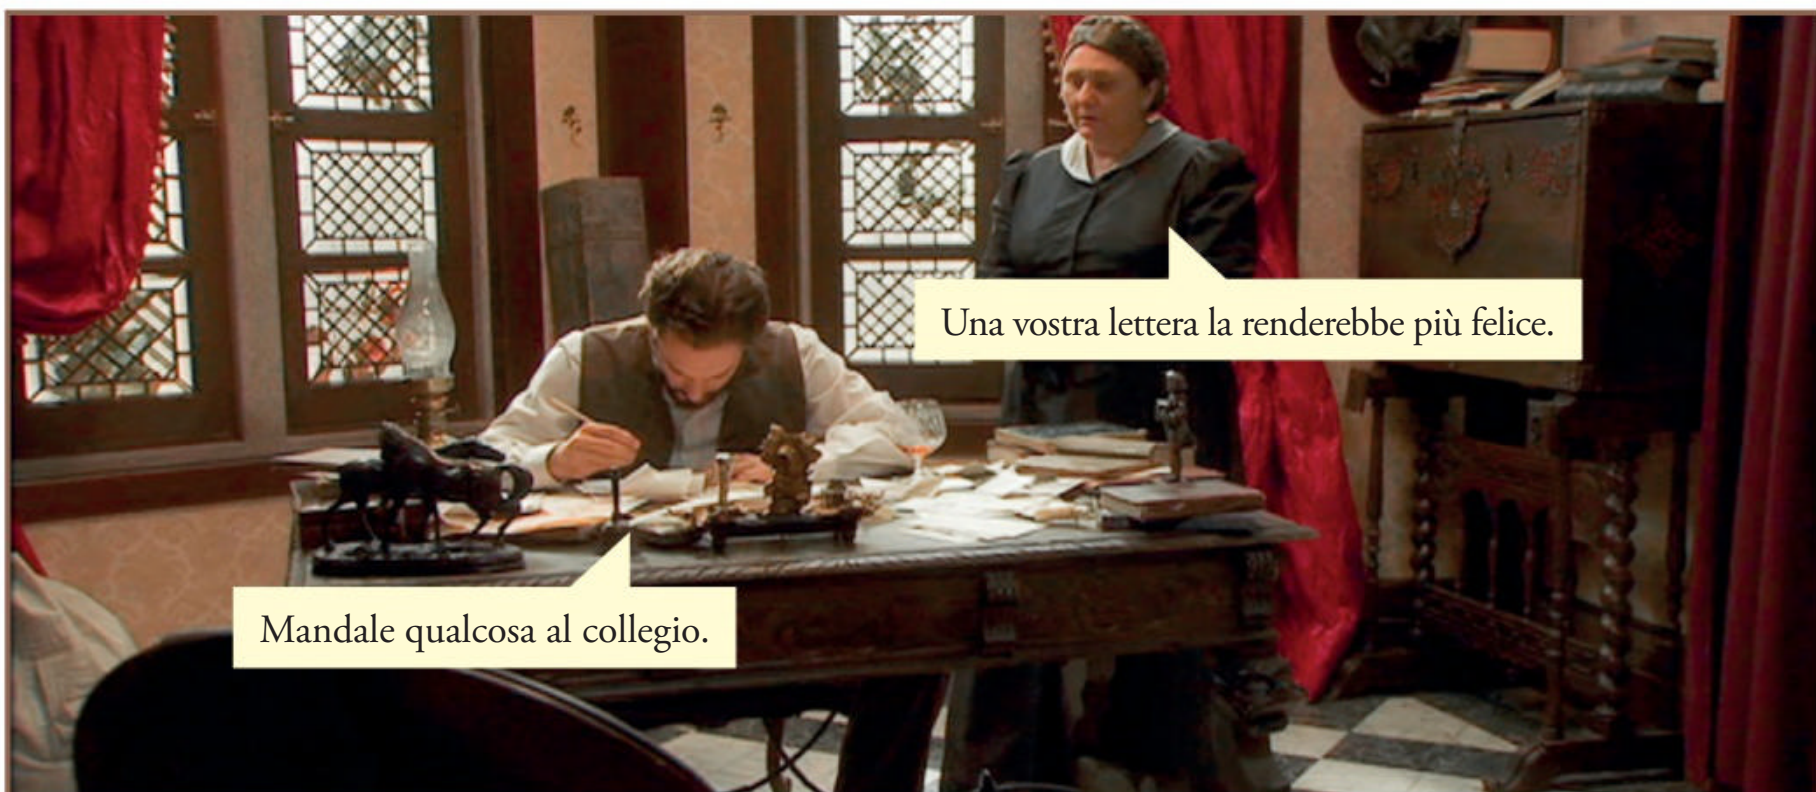 Una vostra lettera la renderebbe più felice.
Mandale qualcosa al collegio.